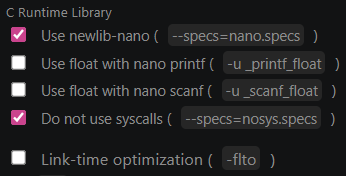 C Runtime Library
Use newlib-nano ( --specs=nano.specs )
Use float with nano printf ( -u _printf_float )
Use float with nano scanf ( -u _scanf_float )
Do not use syscalls ( --specs=nosys.specs )
Link-time optimization ( -flto )